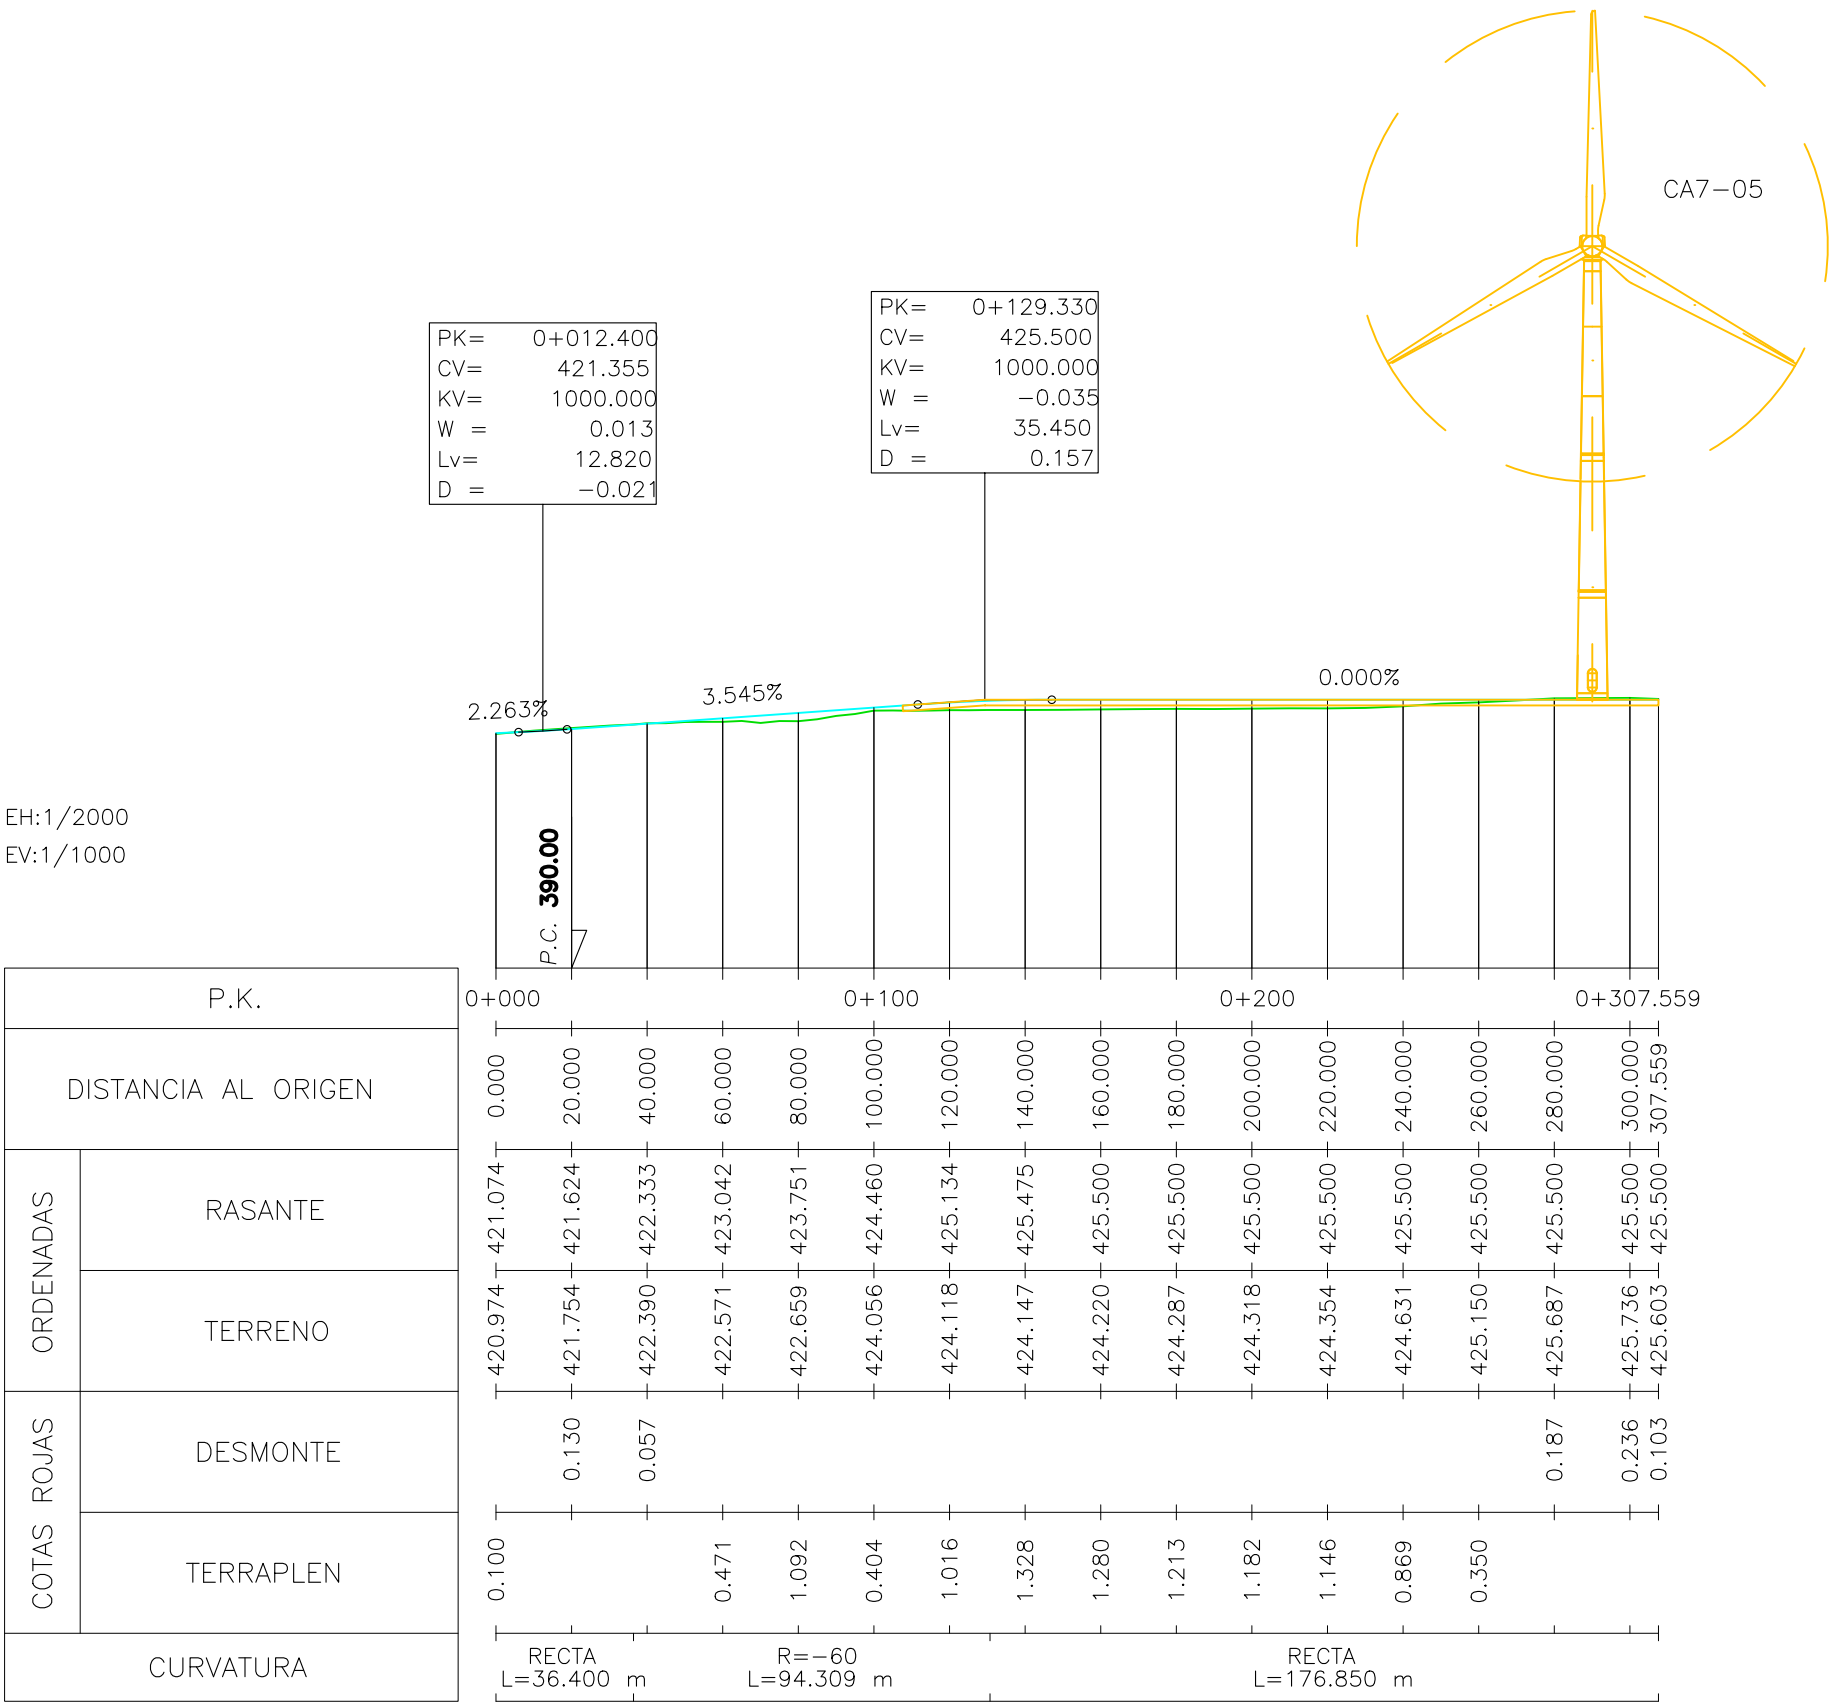 CA7-05
PK= 0+012.400
CV= 421.355
KV= 1000.000
W = 0.013
Lv= 12.820
D = -0.021
PK= 0+129.330
CV= 425.500
KV= 1000.000
W = -0.035
Lv= 35.450
D = 0.157
2.263% 3.545% 0.000%
EH:1/2000
EV:1/1000
P.C. 390.00
P.K. 0+000 0+100 0+200 0+307.559
DISTANCIA AL ORIGEN 0.000 20.000 40.000 60.000 80.000 100.000 120.000 140.000 160.000 180.000 200.000 220.000 240.000 260.000 280.000 300.000 307.559
ORDENADAS
RASANTE 421.074 421.624 422.333 423.042 423.751 424.460 425.134 425.475 425.500 425.500 425.500 425.500 425.500 425.500 425.500 425.500 425.500
TERRENO 420.974 421.754 422.390 422.571 422.659 424.056 424.118 424.147 424.220 424.287 424.318 424.354 424.631 425.150 425.687 425.736 425.603
COTAS ROJAS
DESMONTE 0.130 0.057 0.187 0.236 0.103
TERRAPLEN 0.100 0.471 1.092 0.404 1.016 1.328 1.280 1.213 1.182 1.146 0.869 0.350
CURVATURA
RECTA
L=36.400 m
R=-60
L=94.309 m
RECTA
L=176.850 m